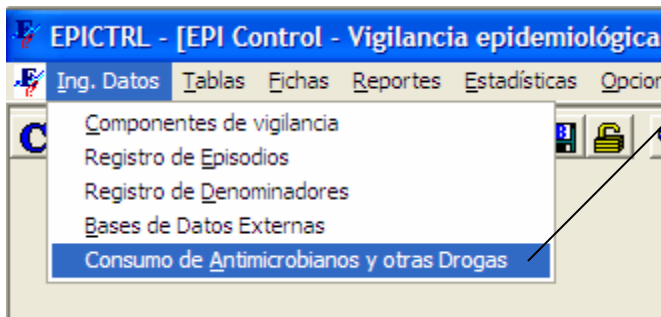 EPICTRL - [EPI Control - Vigilancia epidemiológica
Ing. Datos Tablas Fichas Reportes Estadísticas Opcion
Componentes de vigilancia
Registro de Episodios
Registro de Denominadores
Bases de Datos Externas
Consumo de Antimicrobianos y otras Drogas